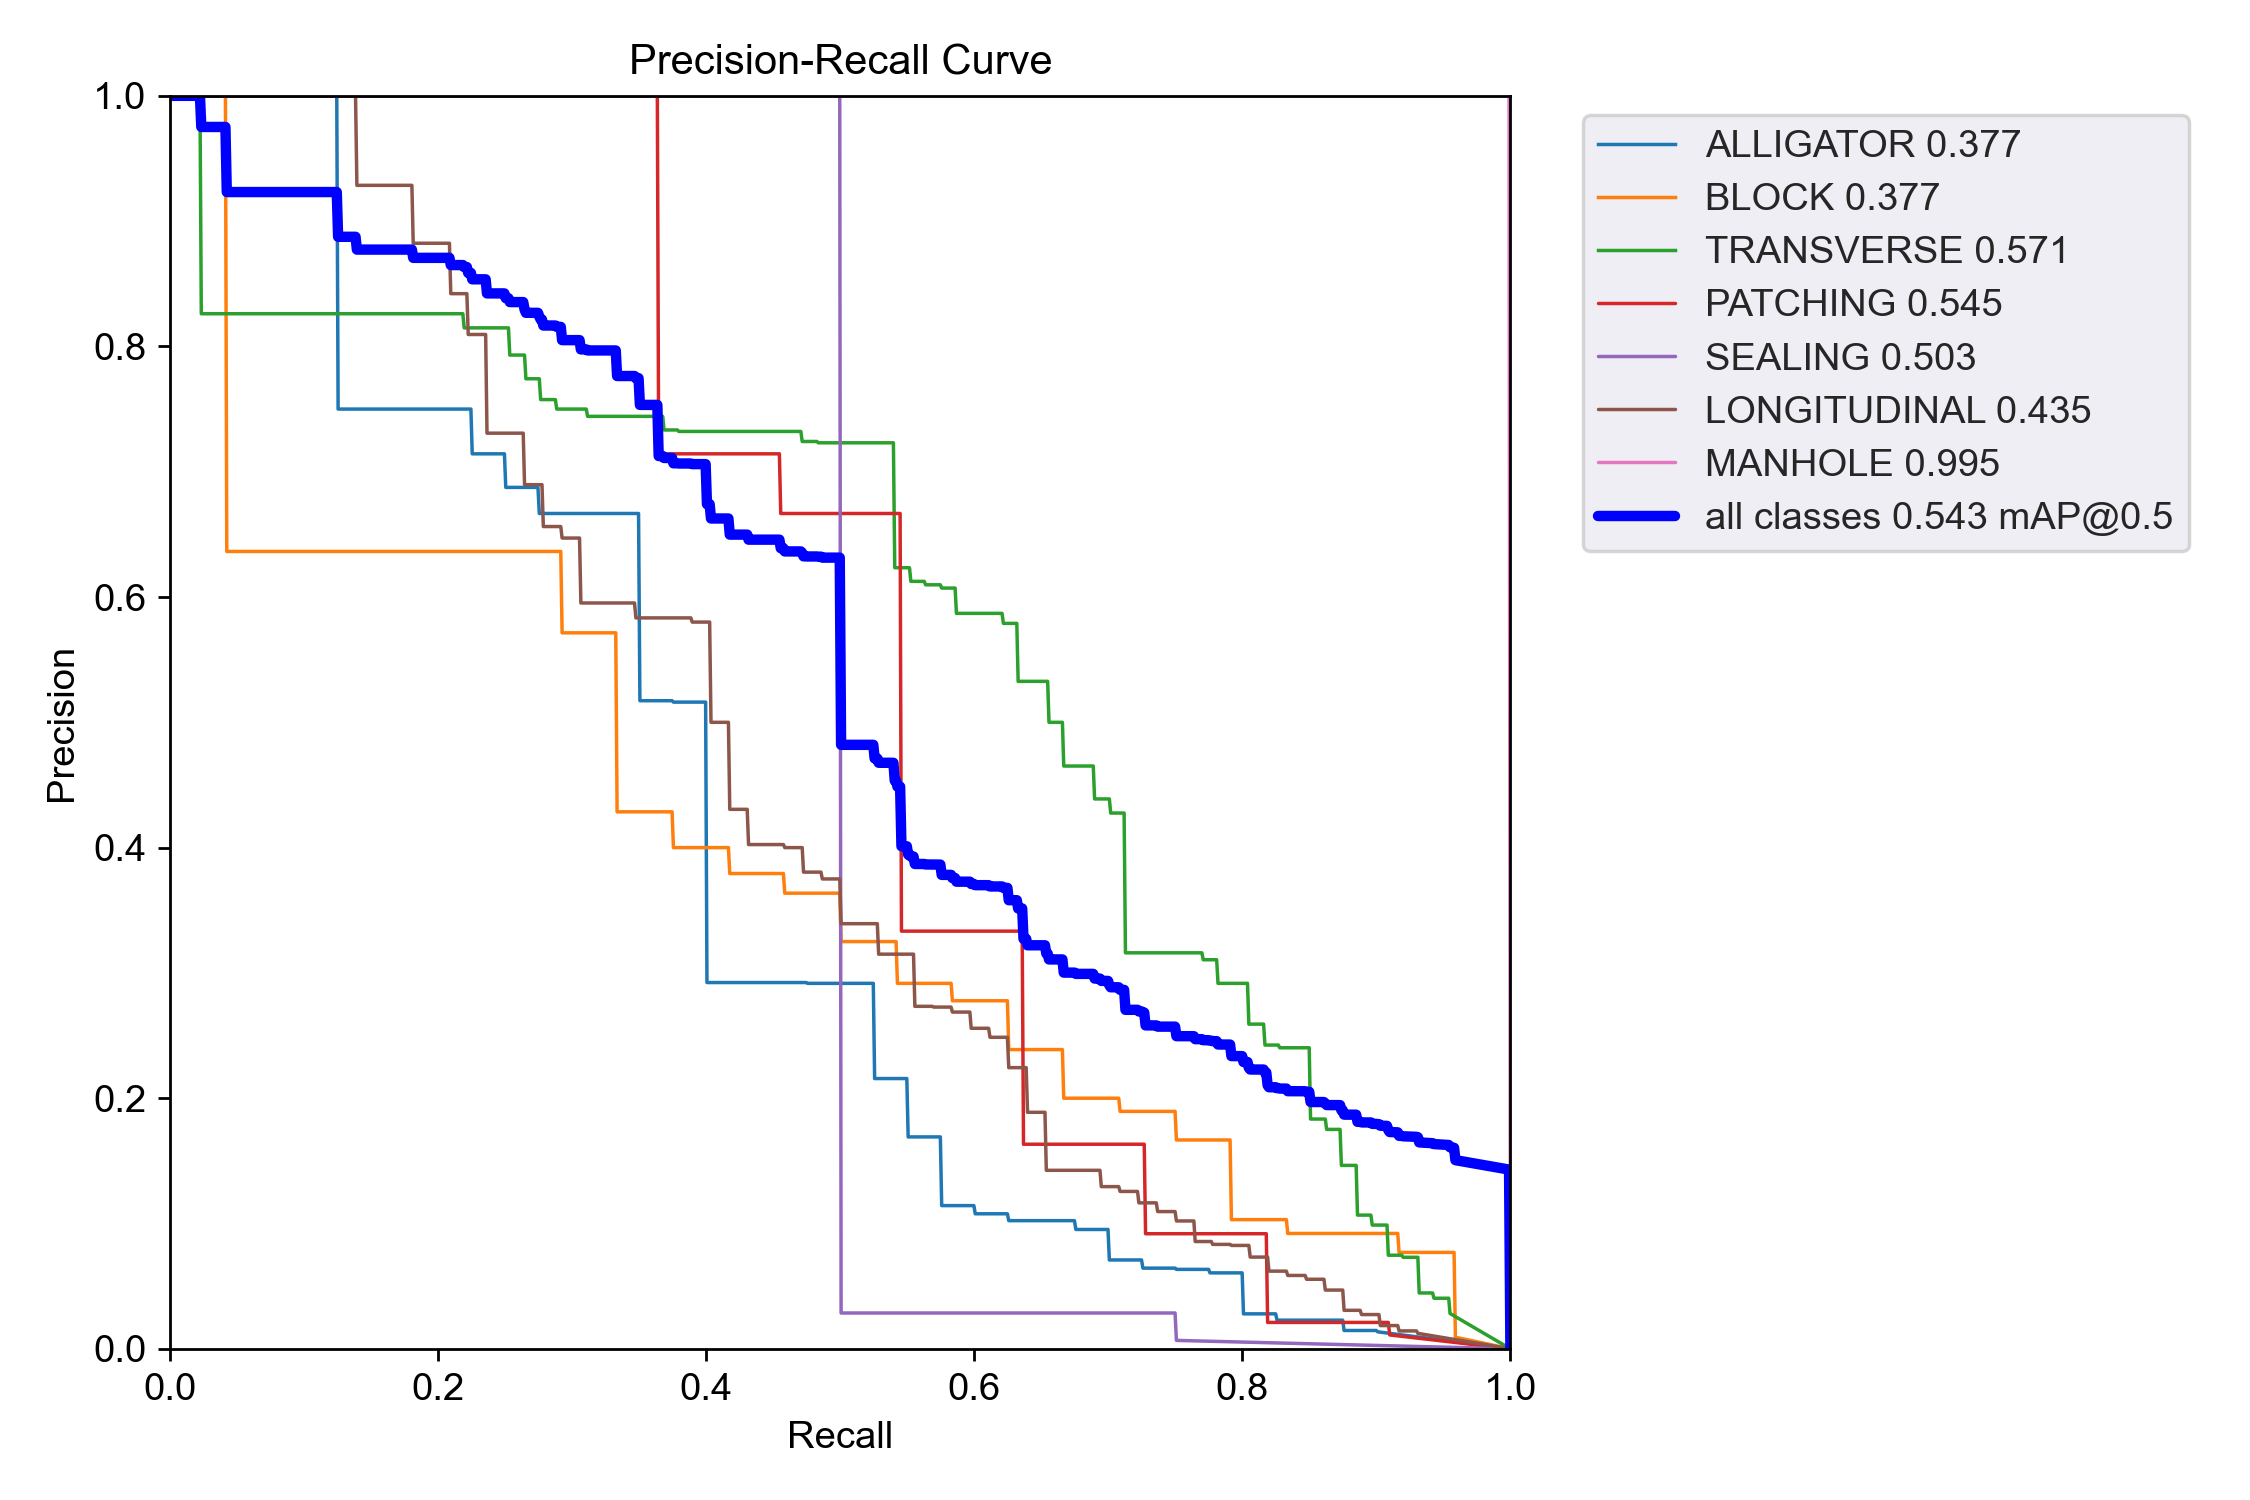 Precision-Recall Curve
1.0
0.8
0.6
0.4
0.2
0.0
Precision
0.0 0.2 0.4 0.6 0.8 1.0
Recall
ALLIGATOR 0.377
BLOCK 0.377
TRANSVERSE 0.571
PATCHING 0.545
SEALING 0.503
LONGITUDINAL 0.435
MANHOLE 0.995
all classes 0.543 mAP@0.5